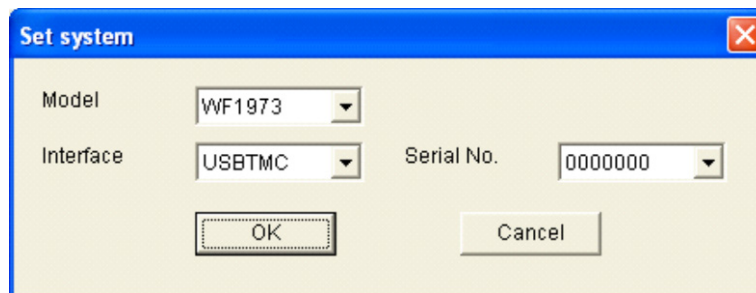 Set system
Model WF1973
Interface USBTMC Serial No. 0000000
OK Cancel